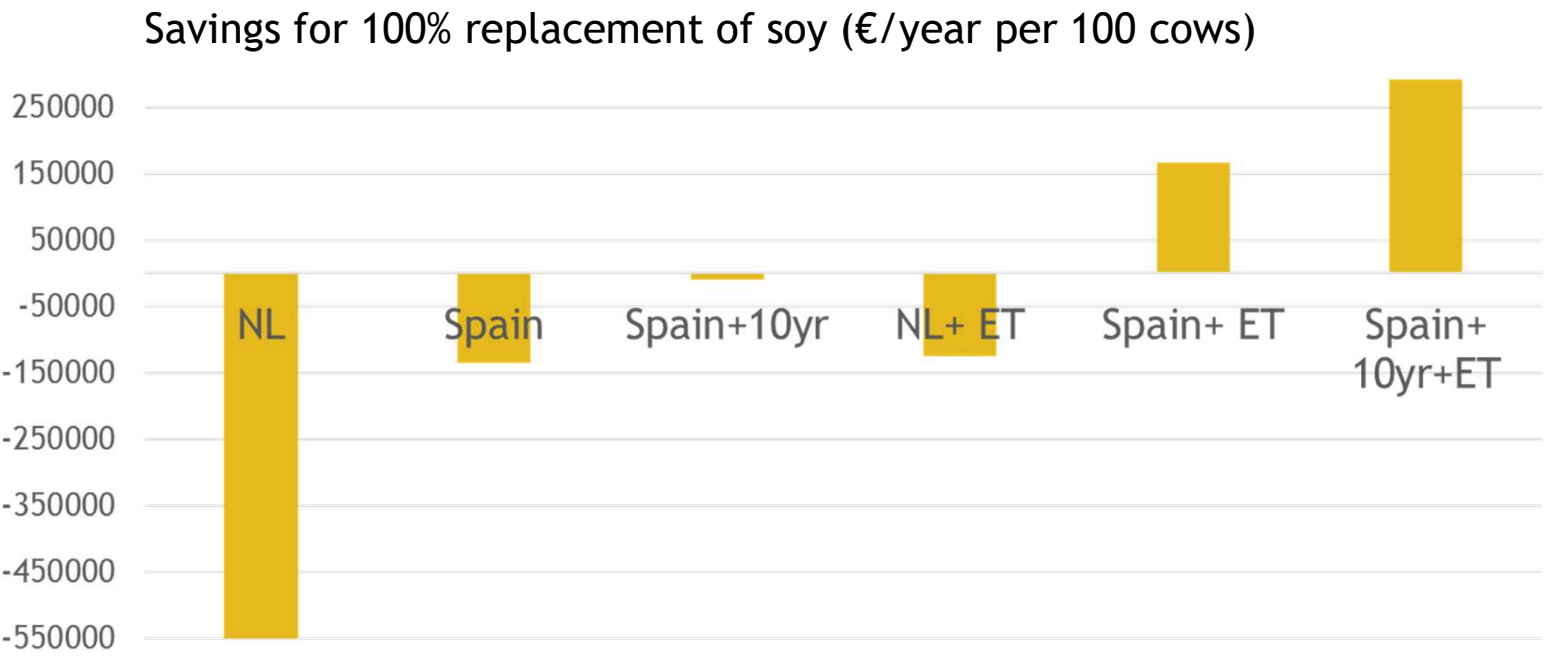 Savings for 100% replacement of soy (€/year per 100 cows)
250000
150000
50000
-50000
-150000
-250000
-350000
-450000
-550000
NL
Spain
Spain+10yr
NL+ ET
Spain+ ET
Spain+
10yr+ET